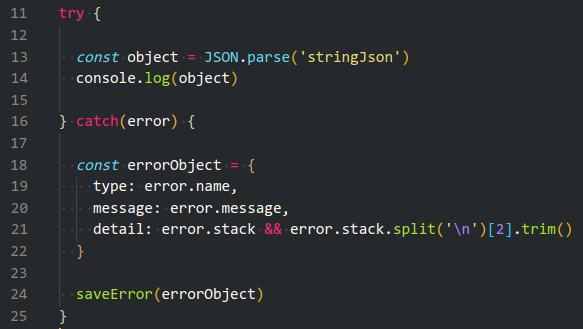 11 try {
12
13 const object = JSON.parse('stringJson')
14 console.log(object)
15
16 } catch(error) {
17
18 const errorObject = {
19 type: error.name,
20 message: error.message,
21 detail: error.stack && error.stack.split('\n')[2].trim()
22 }
23
24 saveError(errorObject)
25 }